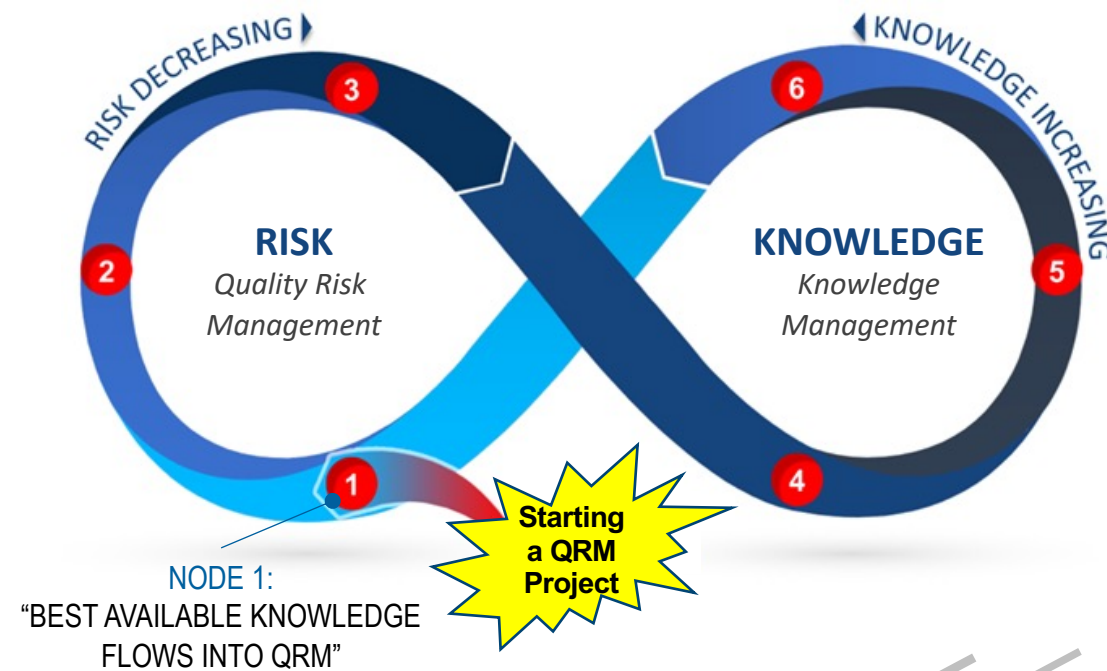 RISK DECREASING
KNOWLEDGE INCREASING
3
6
RISK
Quality Risk
Management
KNOWLEDGE
Knowledge
Management
2
5
1
4
Starting
a QRM
Project
NODE 1:
“BEST AVAILABLE KNOWLEDGE
FLOWS INTO QRM”